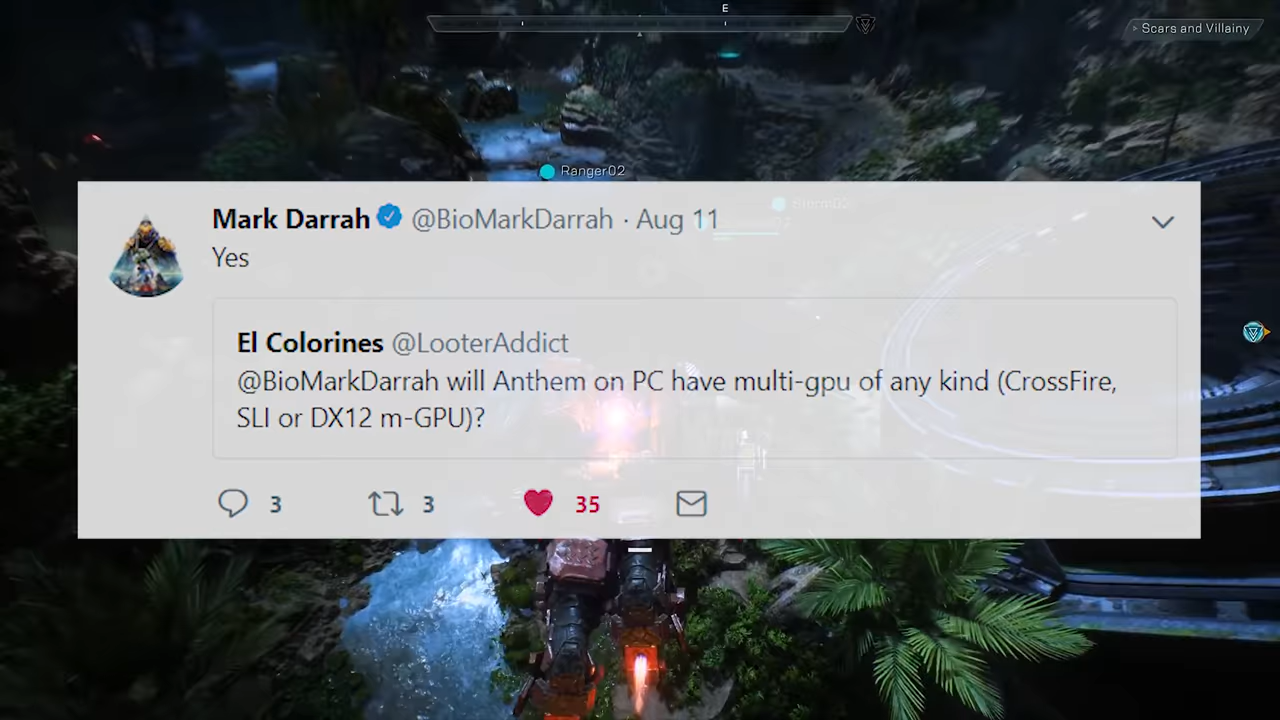 E
Scars and Villainy
Ranger02
Storm02
Mark Darrah @BioMarkDarrah · Aug 11
Yes
El Colorines @LooterAddict
@BioMarkDarrah will Anthem on PC have multi-gpu of any kind (CrossFire,
SLI or DX12 m-GPU)?
3 3 35